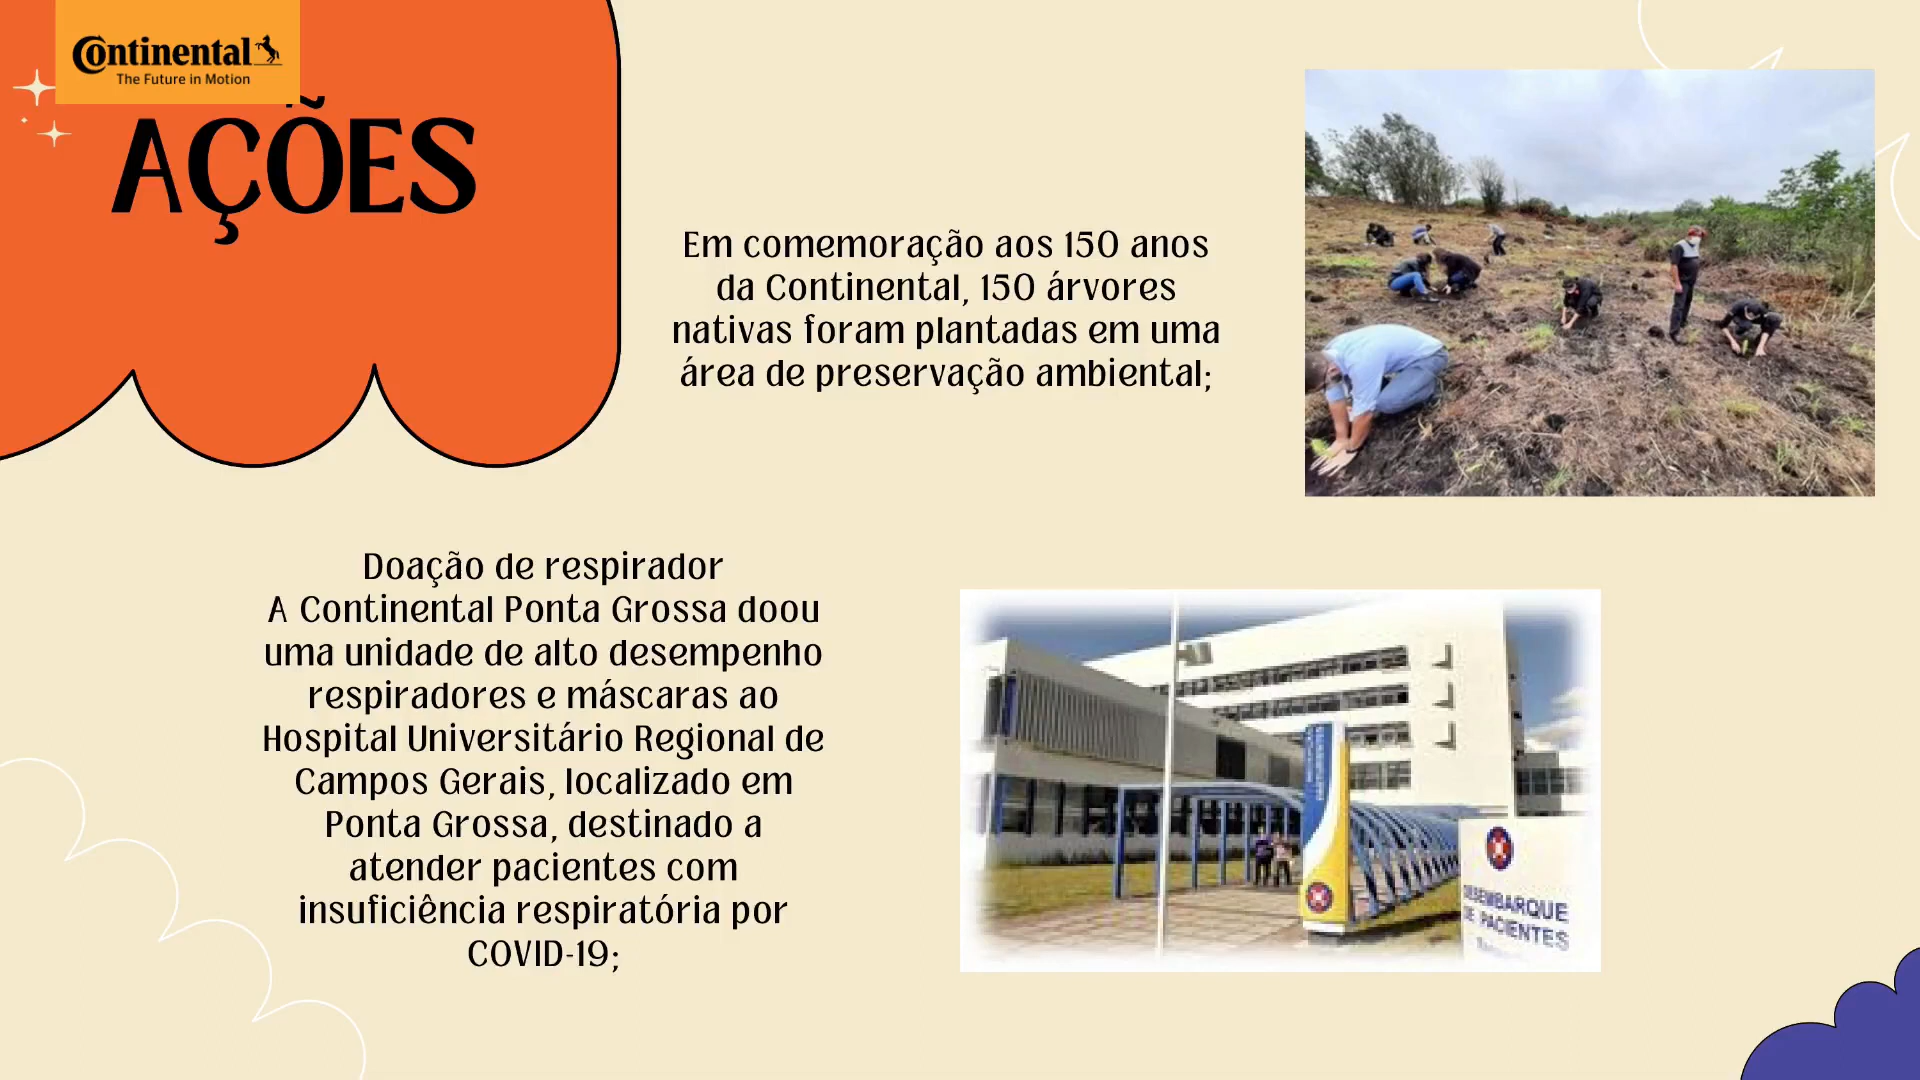 Continental
The Future in Motion
AÇÕES
Em comemoração aos 150 anos
da Continental, 150 árvores
nativas foram plantadas em uma
área de preservação ambiental;
Doação de respirador
A Continental Ponta Grossa doou
uma unidade de alto desempenho
respiradores e máscaras ao
Hospital Universitário Regional de
Campos Gerais, localizado em
Ponta Grossa, destinado a
atender pacientes com
insuficiência respiratória por
COVID-19;
DESEMBARQUE
DE PACIENTES